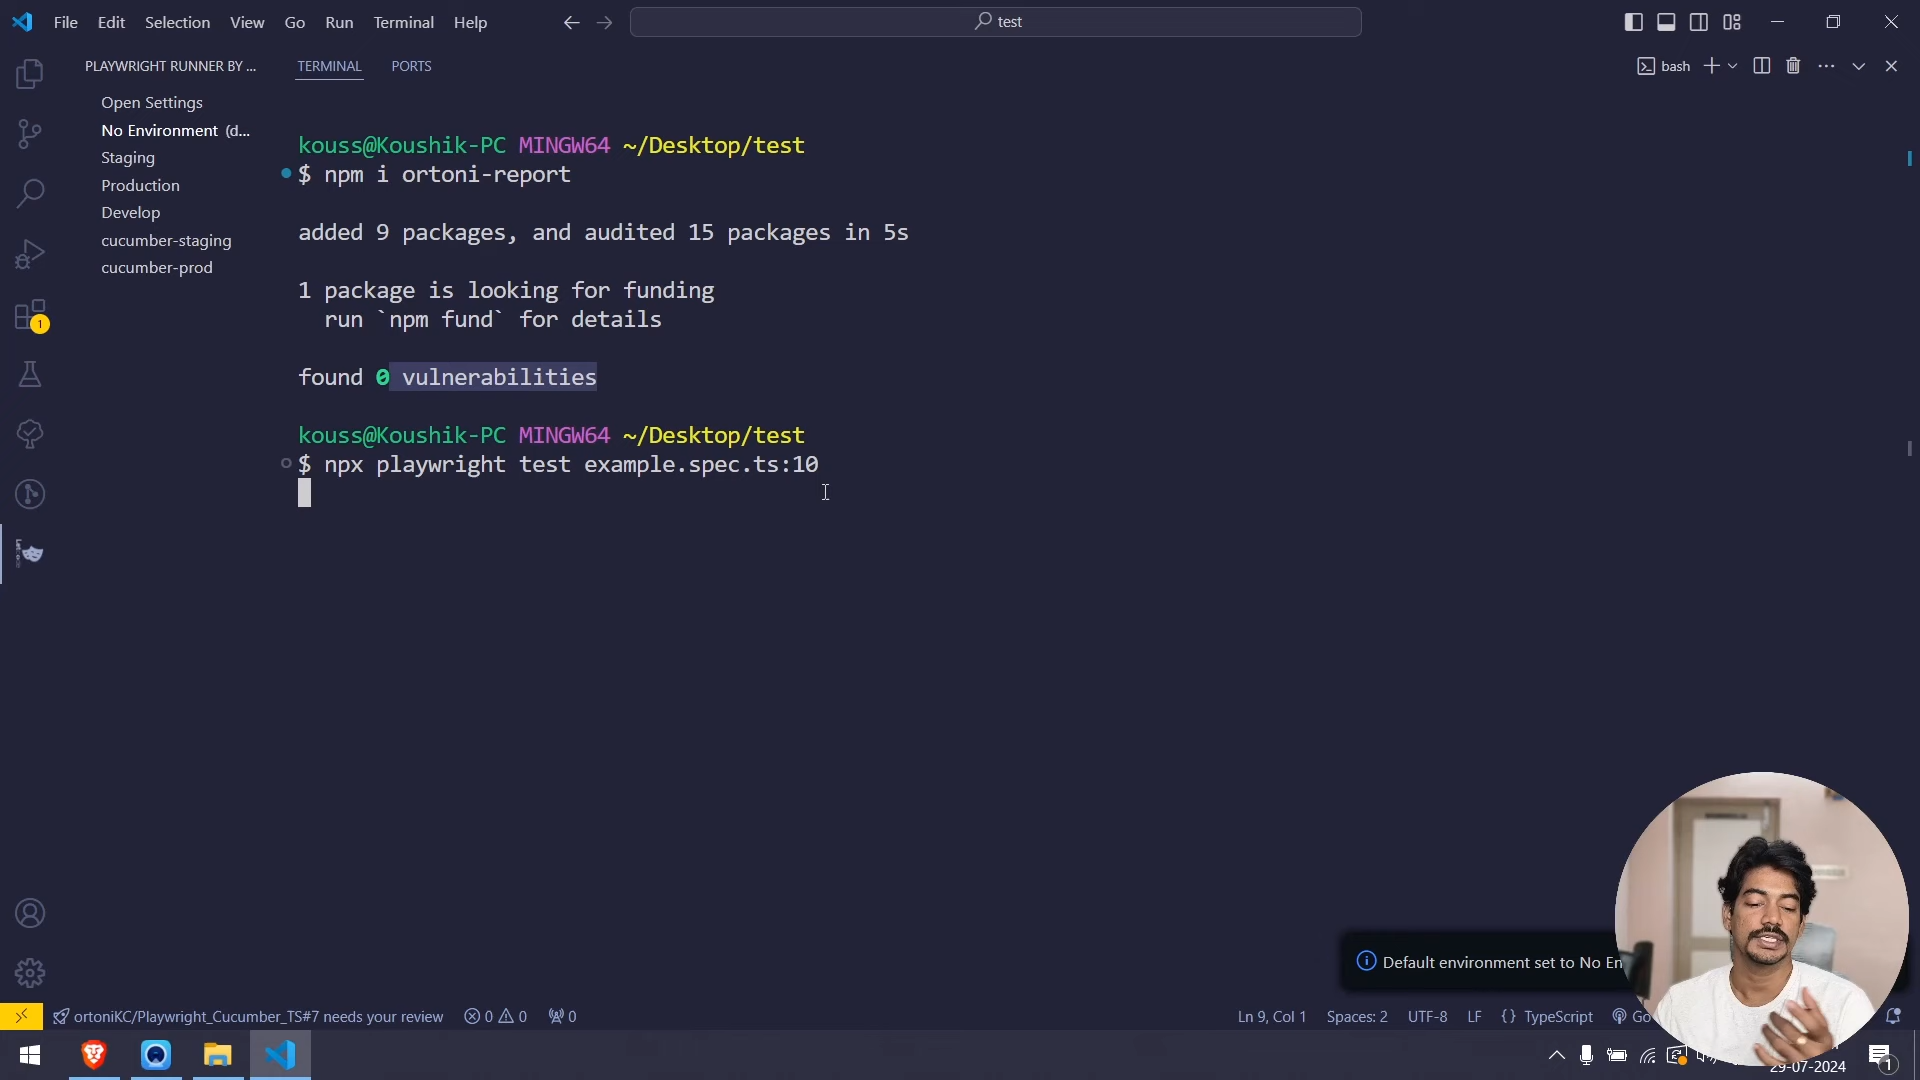 File Edit Selection View Go Run Terminal Help
test
PLAYWRIGHT RUNNER BY ...
TERMINAL PORTS
bash
Open Settings
No Environment (d...
Staging
Production
Develop
cucumber-staging
cucumber-prod
kouss@Koushik-PC MINGW64 ~/Desktop/test
$ npm i ortoni-report
added 9 packages, and audited 15 packages in 5s
1 package is looking for funding
run `npm fund` for details
found 0 vulnerabilities
kouss@Koushik-PC MINGW64 ~/Desktop/test
$ npx playwright test example.spec.ts:10
1
Default environment set to No En
ortoniKC/Playwright_Cucumber_TS#7 needs your review
0 0
0
Ln 9, Col 1
Spaces: 2
UTF-8
LF
{} TypeScript
Go
29-07-2024
1